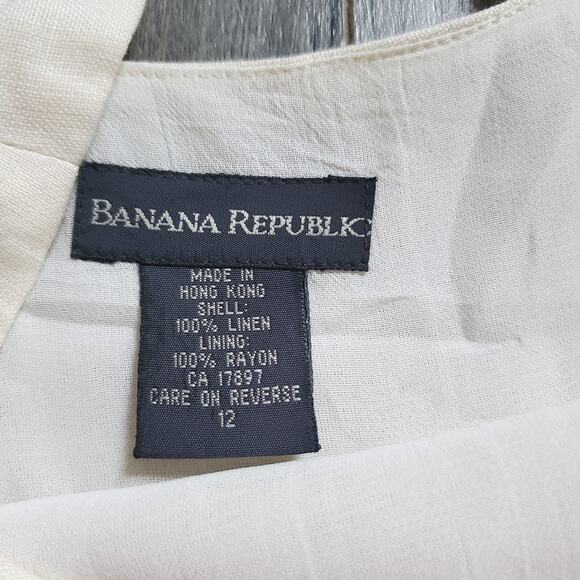 BANANA REPUBLIC
MADE IN
HONG KONG
SHELL:
100% LINEN
LINING:
100% RAYON
CA 17897
CARE ON REVERSE
12